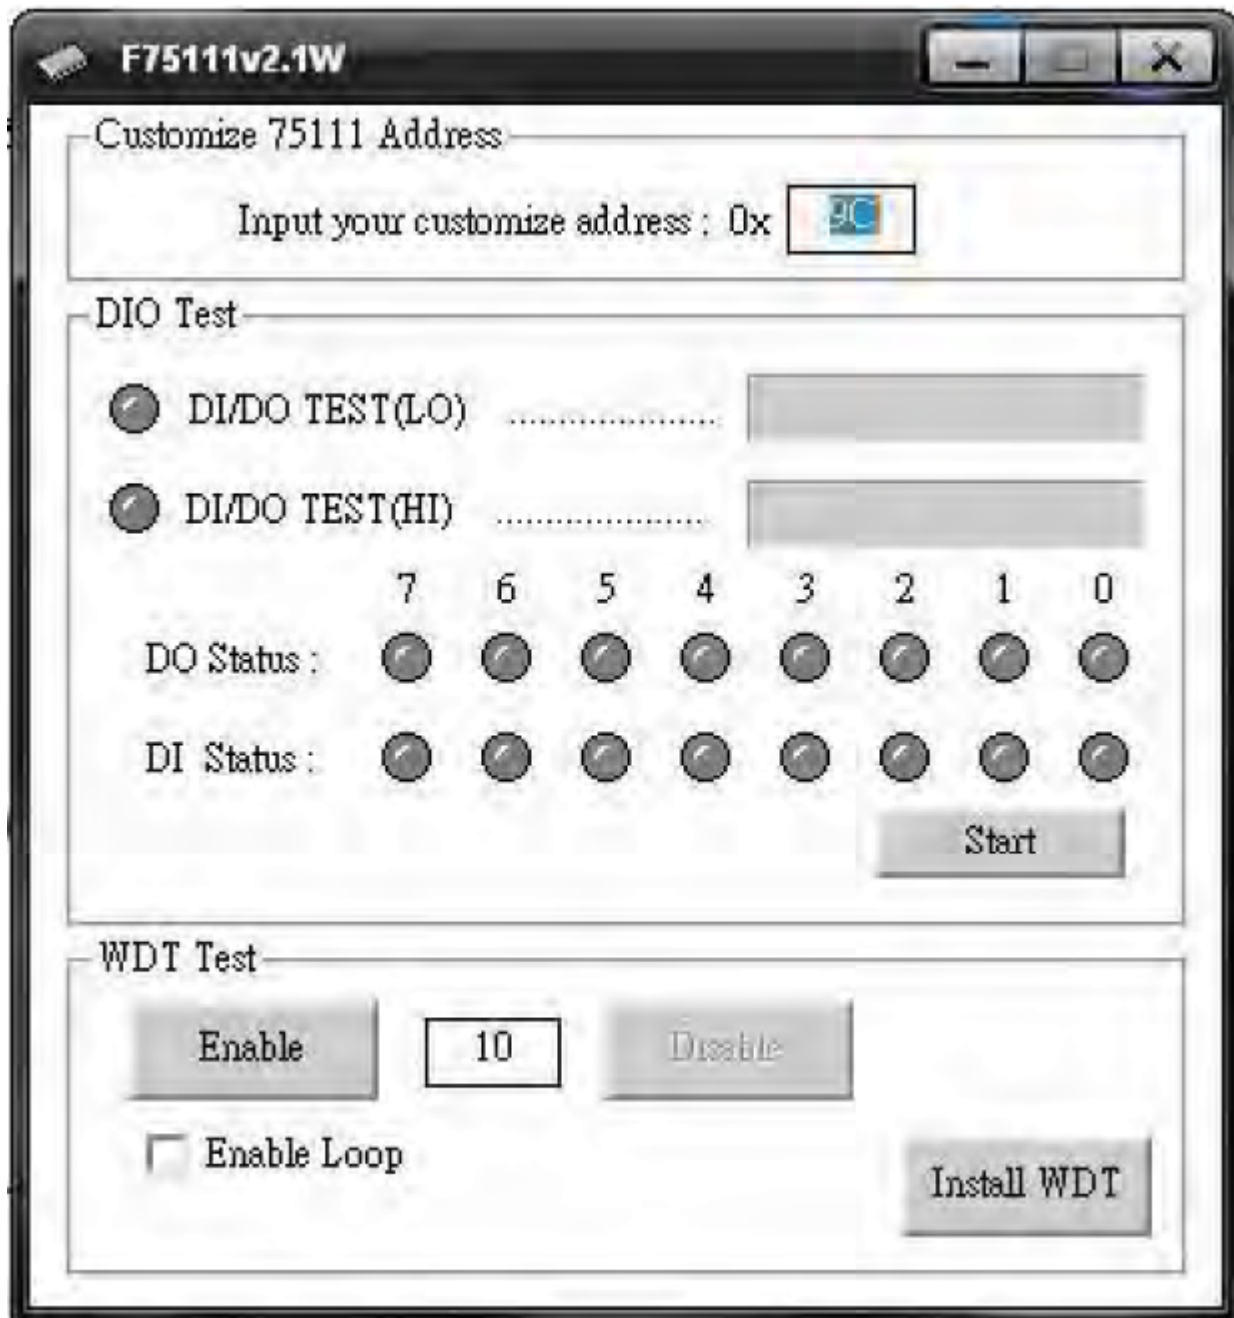 F75111v2.1W
Customize 75111 Address
Input your customize address : 0x 9C
DIO Test
DI/DO TEST(LO) ......................
DI/DO TEST(HI) ......................
7 6 5 4 3 2 1 0
DO Status :
DI Status :
Start
WDT Test
Enable 10 Disable
Enable Loop
Install WDT